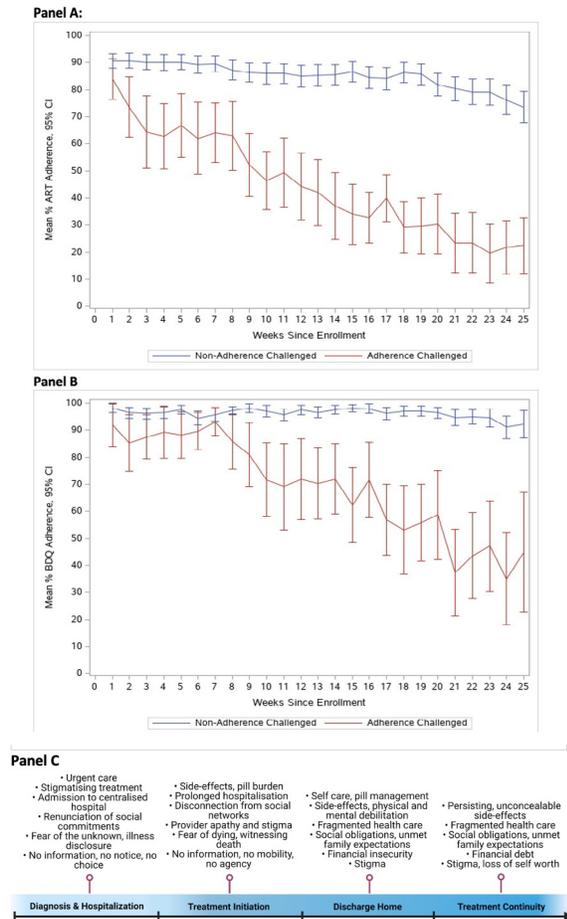 Panel A:
100
90
80
70
60
50
40
30
20
10
0
Mean % ART Adherence, 95% CI
0 1 2 3 4 5 6 7 8 9 10 11 12 13 14 15 16 17 18 19 20 21 22 23 24 25
Weeks Since Enrollment
Non-Adherence Challenged Adherence Challenged
Panel B
100
90
80
70
60
50
40
30
20
10
0
Mean % BDQ Adherence, 95% CI
0 1 2 3 4 5 6 7 8 9 10 11 12 13 14 15 16 17 18 19 20 21 22 23 24 25
Weeks Since Enrollment
Non-Adherence Challenged Adherence Challenged
Panel C
• Urgent care
• Stigmatising treatment
• Admission to centralised
hospital
• Renunciation of social
commitments
• Fear of the unknown, illness
disclosure
• No information, no notice, no
choice
• Side-effects, pill burden
• Prolonged hospitalisation
• Disconnection from social
networks
• Provider apathy and stigma
• Fear of dying, witnessing
death
• No information, no mobility,
no agency
• Self care, pill management
• Side-effects, physical and
mental debilitation
• Fragmented health care
• Social obligations, unmet
family expectations
• Financial insecurity
• Stigma
• Persisting, unconcealable
side-effects
• Fragmented health care
• Social obligations, unmet
family expectations
• Financial debt
• Stigma, loss of self worth
Diagnosis & Hospitalization
Treatment Initiation
Discharge Home
Treatment Continuity